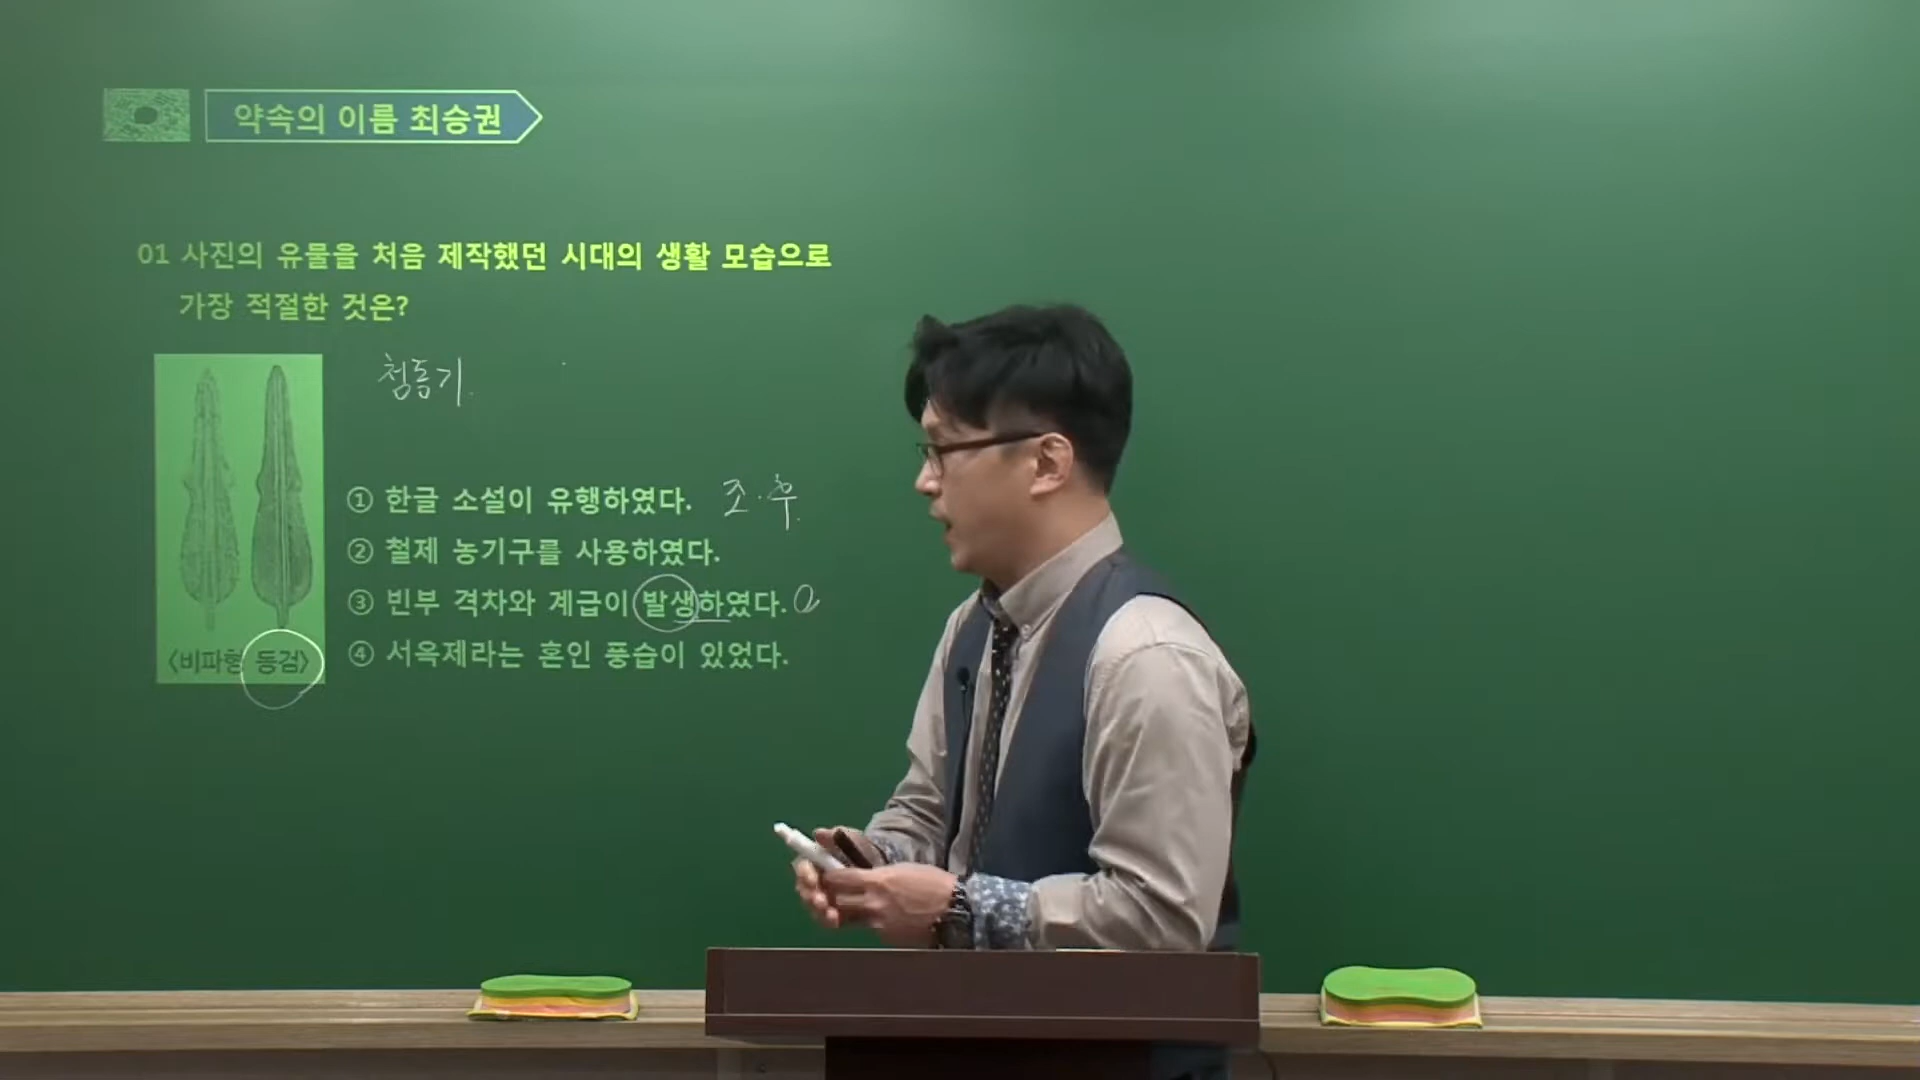 약속의 이름 최승권
01 사진의 유물을 처음 제작했던 시대의 생활 모습으로
가장 적절한 것은?
청동기.
① 한글 소설이 유행하였다. 조·후.
② 철제 농기구를 사용하였다.
③ 빈부 격차와 계급이 발생하였다. O
④ 서옥제라는 혼인 풍습이 있었다.
<비파형 동검>